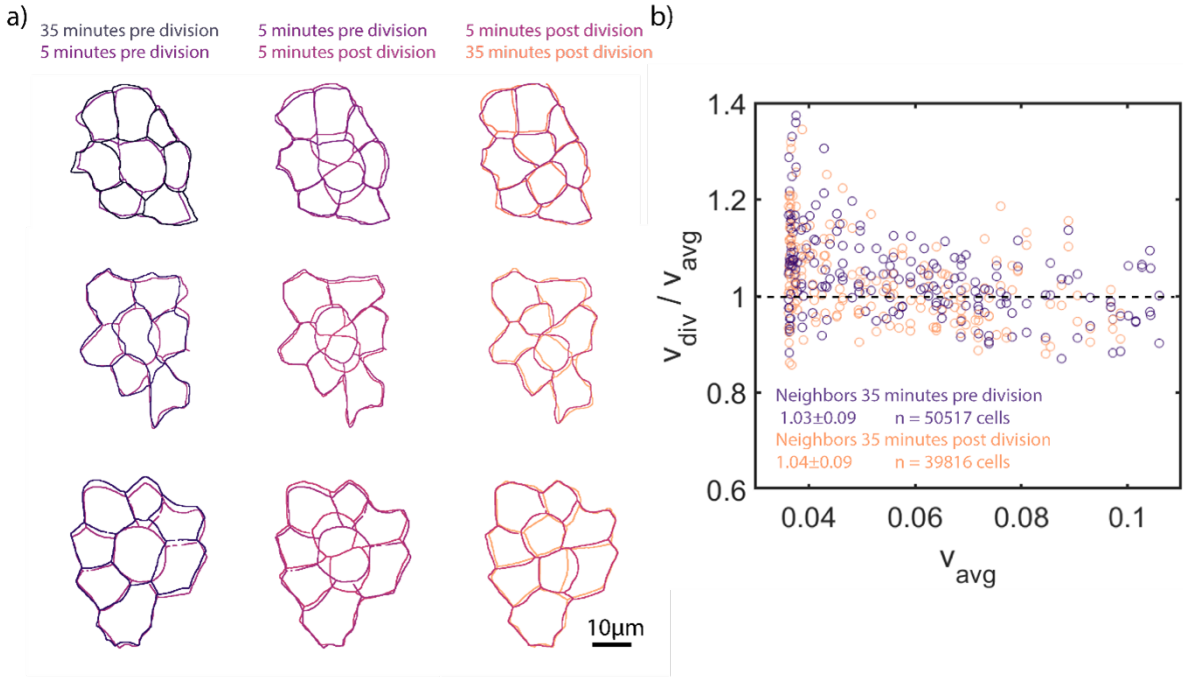 a)
35 minutes pre division
5 minutes pre division
5 minutes pre division
5 minutes post division
5 minutes post division
35 minutes post division
10μm
b)
1.4
1.2
1
0.8
0.6
v_div / v_avg
Neighbors 35 minutes pre division
1.03±0.09 n = 50517 cells
Neighbors 35 minutes post division
1.04±0.09 n = 39816 cells
0.04 0.06 0.08 0.1
v_avg